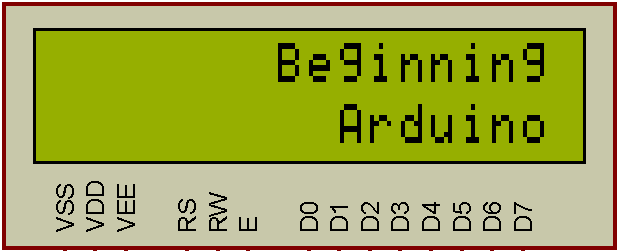 Beginning
Arduino
VSS VDD VEE RS RW E D0 D1 D2 D3 D4 D5 D6 D7